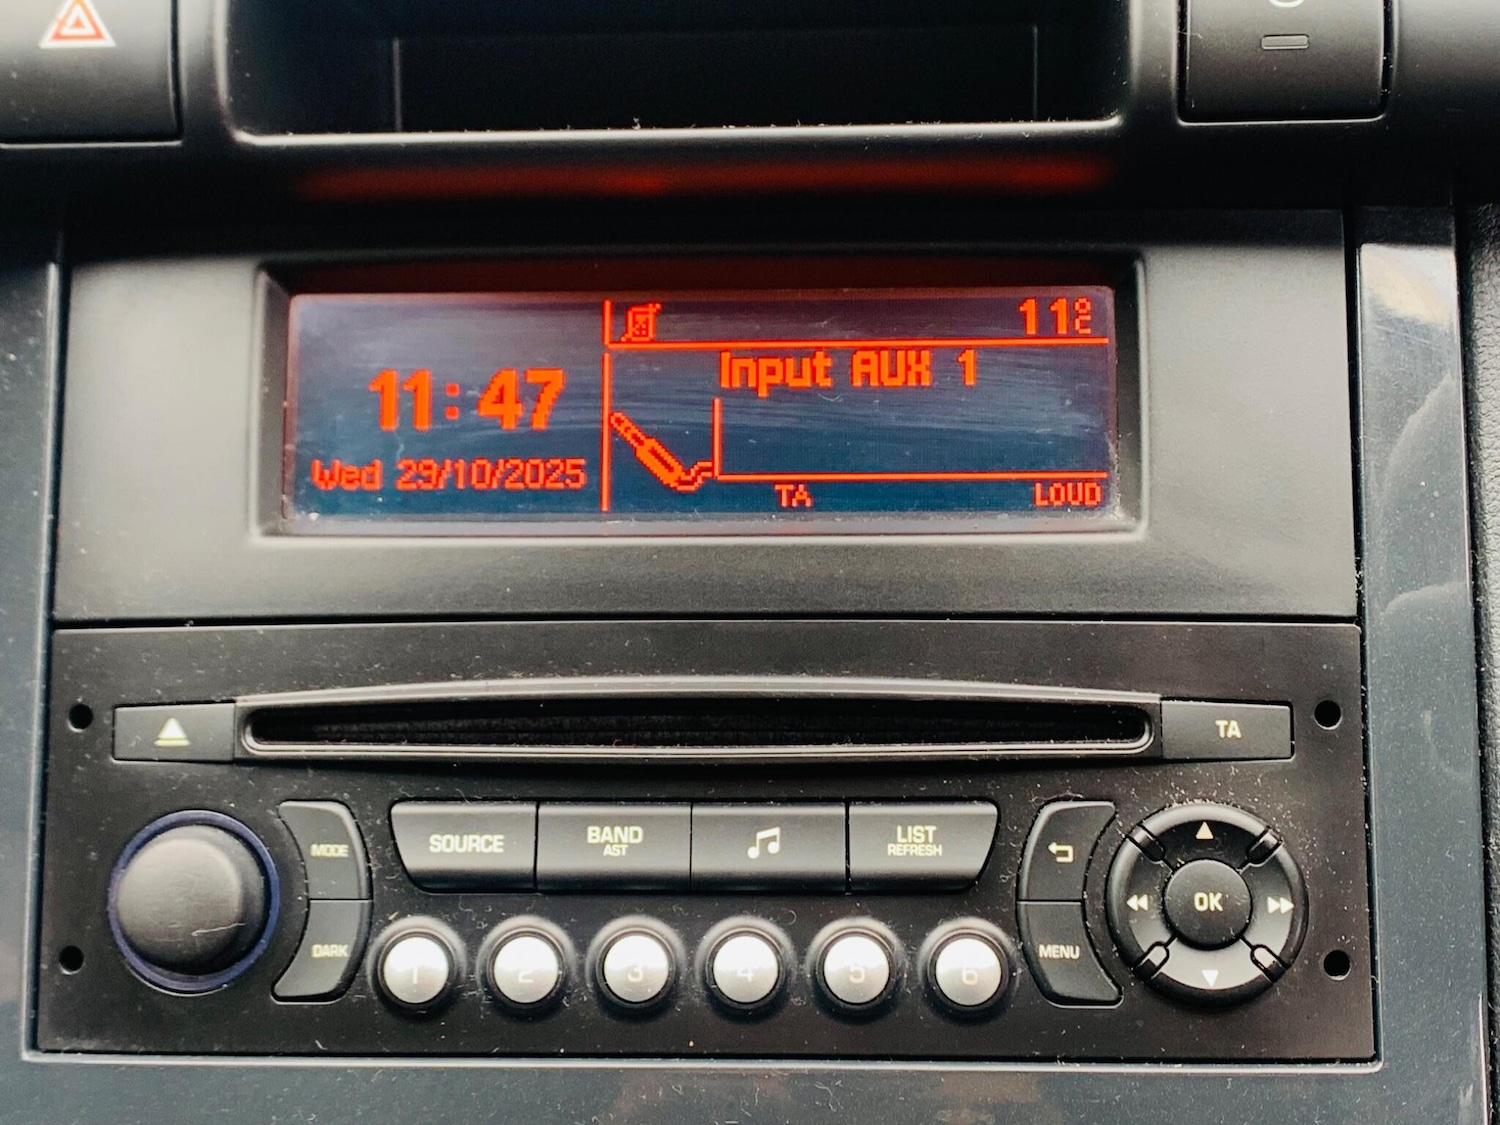 11:47
Wed 29/10/2025
11°C
Input AUX 1
TA
LOUD
TA
MODE
SOURCE
BAND
AST
LIST
REFRESH
OK
DARK
MENU
1 2 3 4 5 6